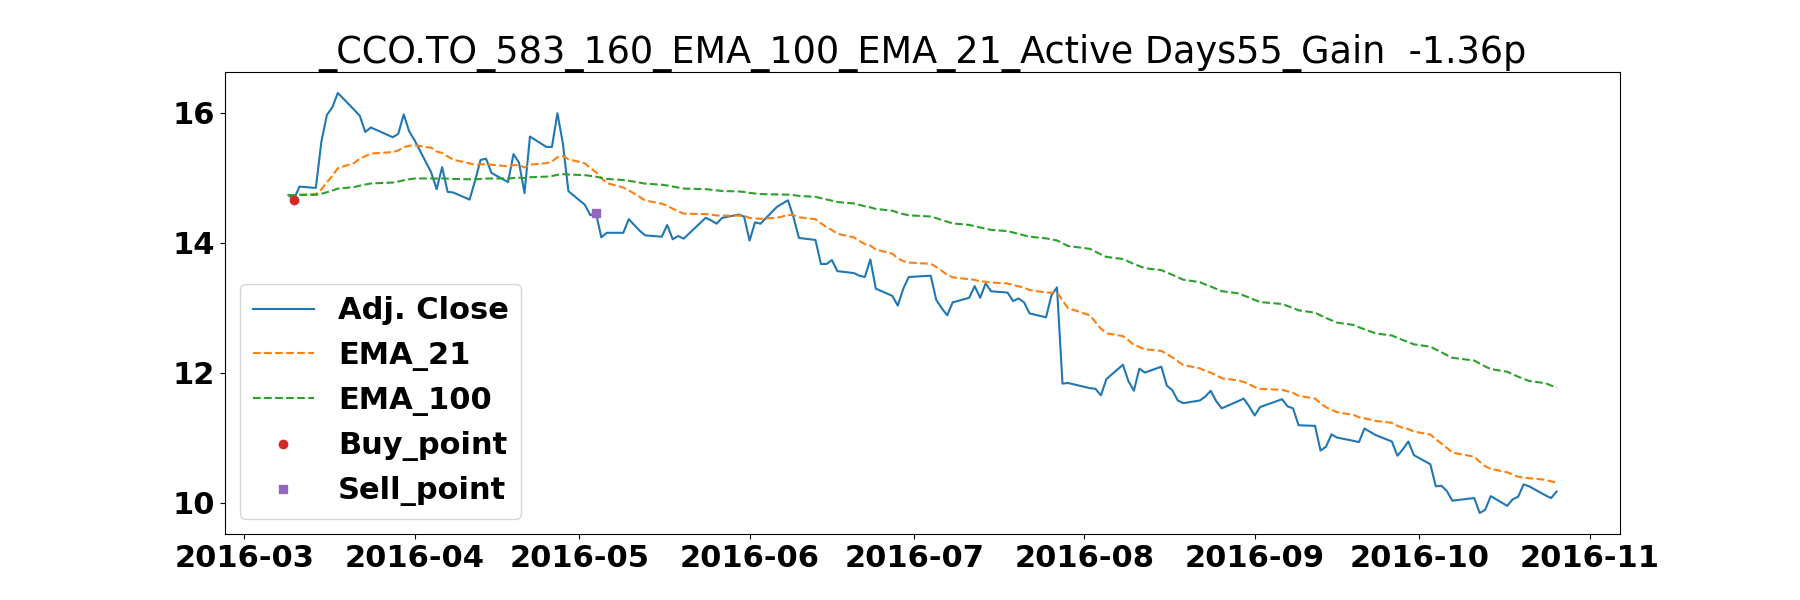 _CCO.TO_583_160_EMA_100_EMA_21_Active Days55_Gain  -1.36p
16
14
12
10
Adj. Close
EMA_21
EMA_100
Buy_point
Sell_point
2016-03 2016-04 2016-05 2016-06 2016-07 2016-08 2016-09 2016-10 2016-11